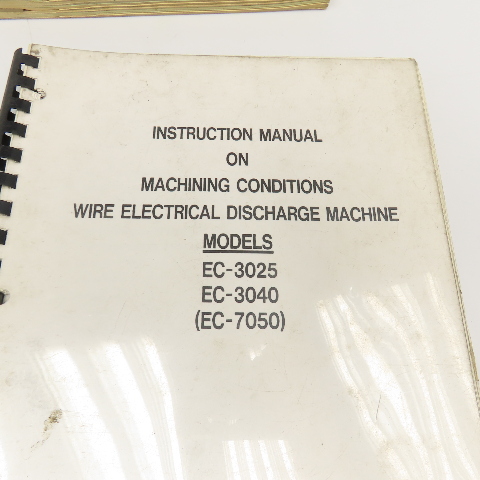 INSTRUCTION MANUAL
ON
MACHINING CONDITIONS
WIRE ELECTRICAL DISCHARGE MACHINE
MODELS
EC-3025
EC-3040
(EC-7050)